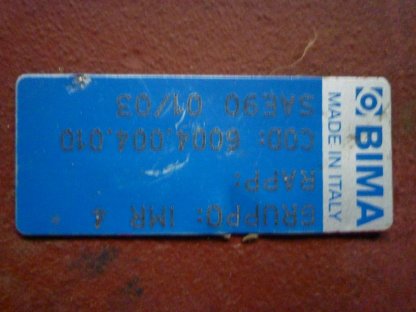 BIMA
MADE IN ITALY
GRUPPO: IMR 4
RAPP:
COD: 6004.004.010
SAE90 01/03